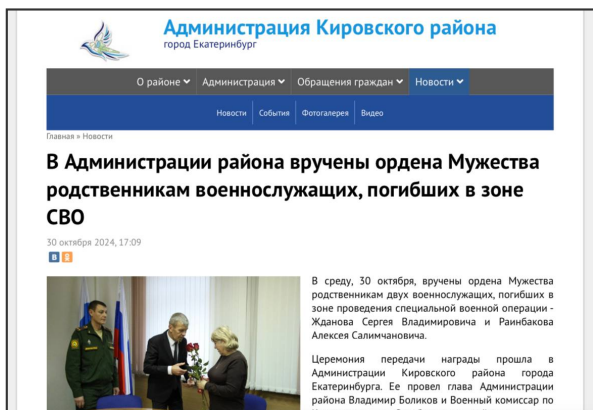 Администрация Кировского района
город Екатеринбург
О районе Администрация Обращения граждан Новости
Новости События Фотогалерея Видео
Главная » Новости
В Администрации района вручены ордена Мужества
родственникам военнослужащих, погибших в зоне
СВО
30 октября 2024, 17:09
В среду, 30 октября, вручены ордена Мужества
родственникам двух военнослужащих, погибших в
зоне проведения специальной военной операции -
Жданова Сергея Владимировича и Раинбакова
Алексея Салимчановича.
Церемония передачи награды прошла в
Администрации Кировского района города
Екатеринбурга. Ее провел глава Администрации
района Владимир Боликов и Военный комиссар по